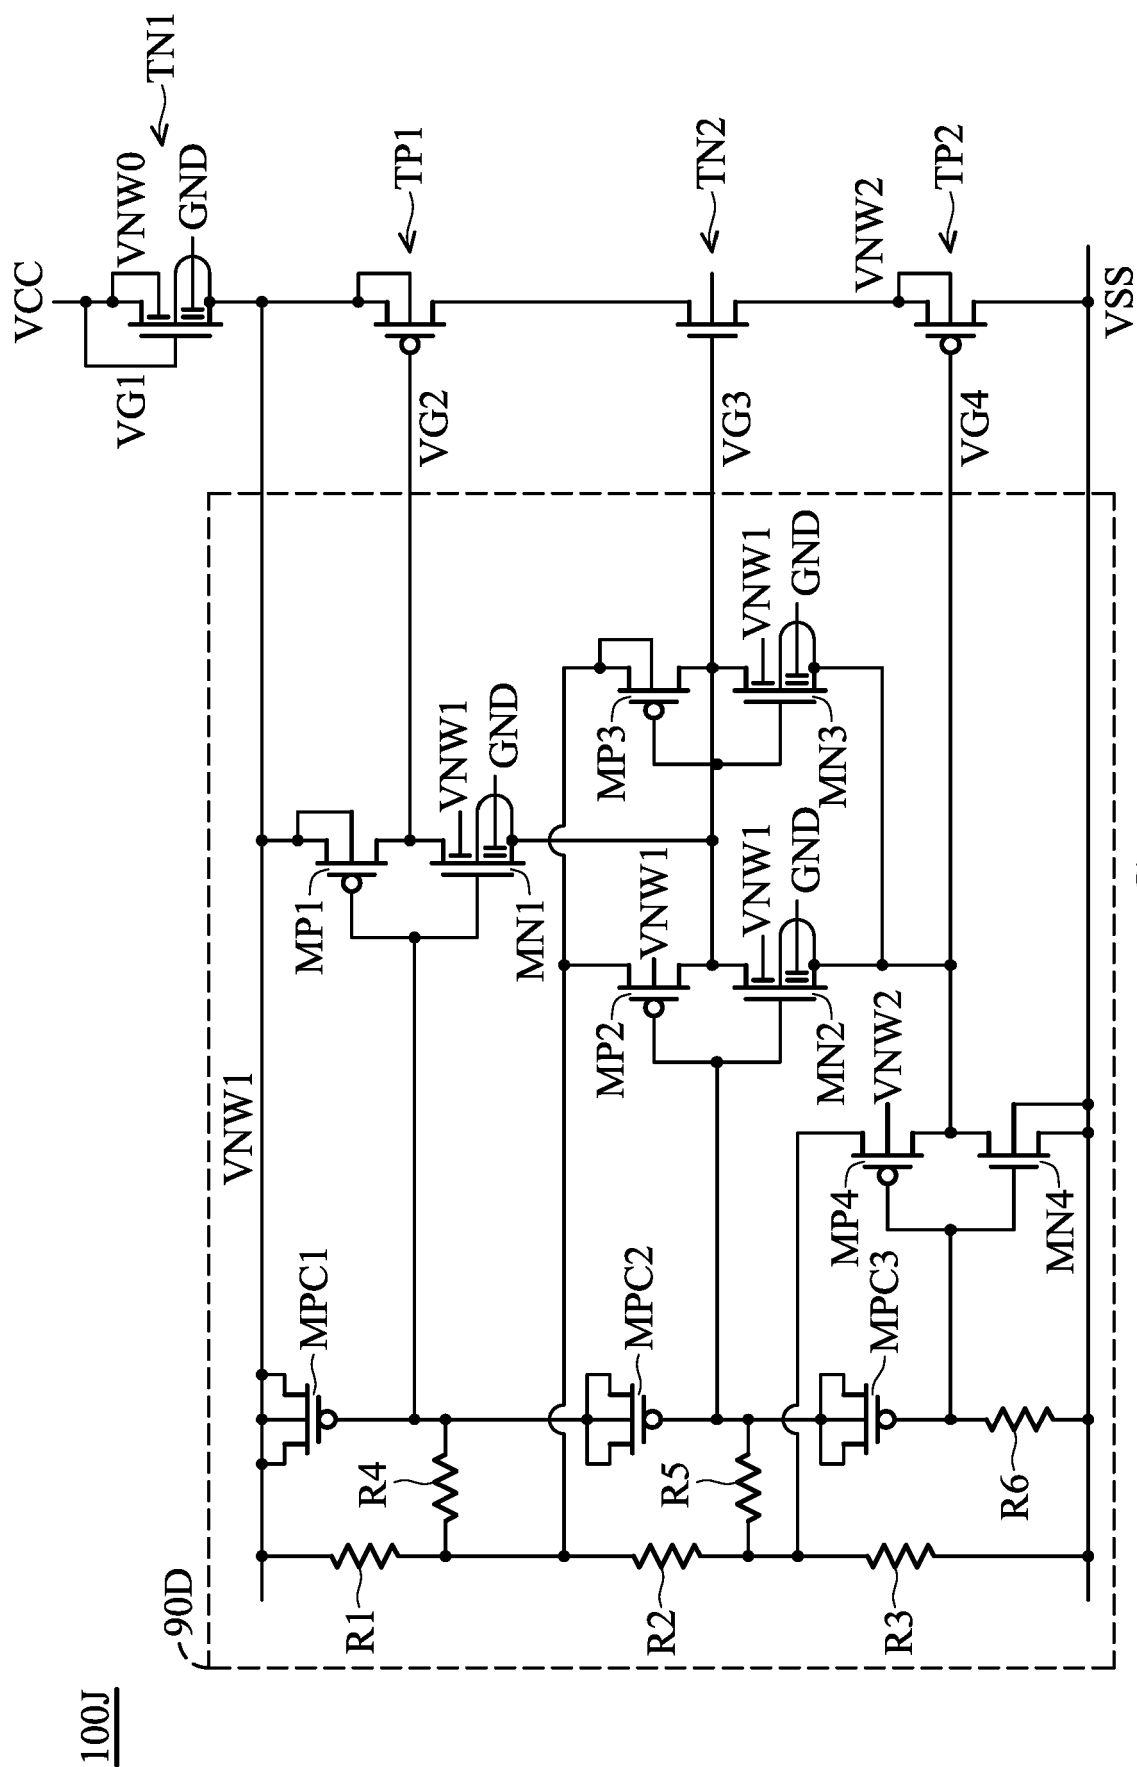 100J
90D
VCC
VG1
VNW0
GND
TN1
VNW1
R1
R4
MPC1
MP1
MN1
VNW1
GND
VG2
TP1
R2
R5
MPC2
MP2
VNW1
MN2
VNW1
GND
MP3
MN3
VNW1
GND
VG3
TN2
R3
R6
MPC3
MP4
VNW2
MN4
VG4
VNW2
TP2
VSS